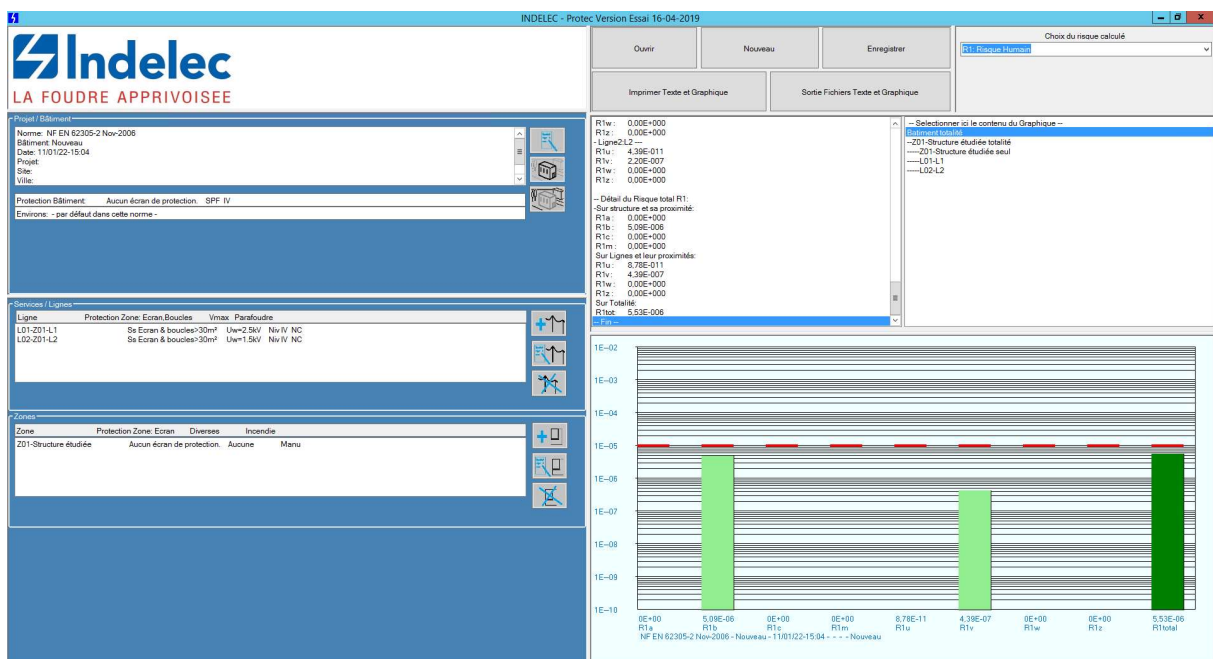 INDELEC - Protec Version Essai 16-04-2019
Indelec
LA FOUDRE APPRIVOISEE
Ouvrir
Nouveau
Enregistrer
Imprimer Texte et Graphique
Sortie Fichiers Texte et Graphique
Choix du risque calculé
R1: Risque Humain
Projet / Bâtiment
Norme: NF EN 62305-2 Nov-2006
Bâtiment: Nouveau
Date: 11/01/22-15:04
Projet:
Site:
Ville:
Protection Bâtiment: Aucun écran de protection. SPF IV
Environs: - par défaut dans cette norme -
Services / Lignes
Ligne Protection Zone: Ecran,Boucles Vmax Parafoudre
L01-Z01-L1 Ss Ecran & boucles>30m² Uw=2.5kV Niv IV NC
L02-Z01-L2 Ss Ecran & boucles>30m² Uw=1.5kV Niv IV NC
Zones
Zone Protection Zone: Ecran Diverses Incendie
Z01-Structure étudiée Aucun écran de protection. Aucune Manu
R1w : 0,00E+000
R1z : 0,00E+000
- Ligne2:L2 ---
R1u : 4,39E-011
R1v : 2,20E-007
R1w : 0,00E+000
R1z : 0,00E+000
-- Détail du Risque total R1:
-Sur structure et sa proximité:
R1a : 0,00E+000
R1b : 5,09E-006
R1c : 0,00E+000
R1m : 0,00E+000
Sur Lignes et leur proximités:
R1u : 8,78E-011
R1v : 4,39E-007
R1w : 0,00E+000
R1z : 0,00E+000
Sur Totalité:
R1tot: 5,53E-006
-- Fin --
-- Selectionner ici le contenu du Graphique --
Batiment totalité
--Z01-Structure étudiée totalité
----Z01-Structure étudiée seul
-----L01-L1
-----L02-L2
1E-02
1E-03
1E-04
1E-05
1E-06
1E-07
1E-08
1E-09
1E-10
0E+00 5,09E-06 0E+00 0E+00 8,78E-11 4,39E-07 0E+00 0E+00 5,53E-06
R1a R1b R1c R1m R1u R1v R1w R1z R1total
NF EN 62305-2 Nov-2006 - Nouveau - 11/01/22-15:04 - - - - Nouveau